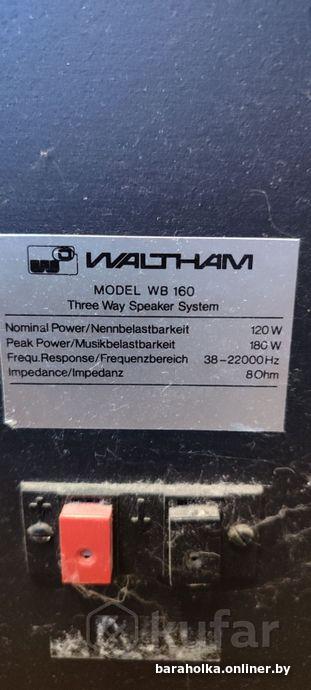 WALTHAM
MODEL WB 160
Three Way Speaker System
Nominal Power/Nennbelastbarkeit 120 W
Peak Power/Musikbelastbarkeit 180 W
Frequ.Response/Frequenzbereich 38-22000 Hz
Impedance/Impedanz 8 Ohm
kufar
baraholka.onliner.by